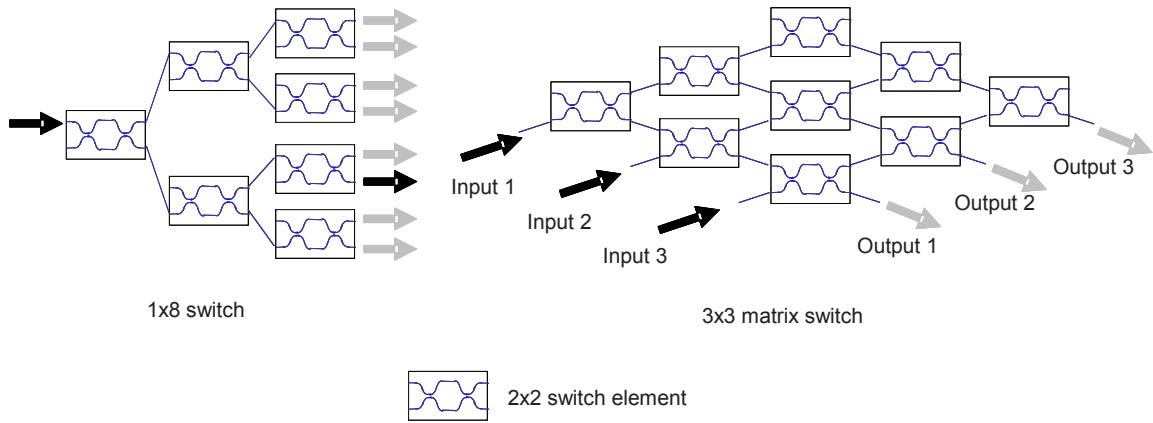 Input 1
Input 2
Input 3
Output 3
Output 2
Output 1
1x8 switch
3x3 matrix switch
2x2 switch element